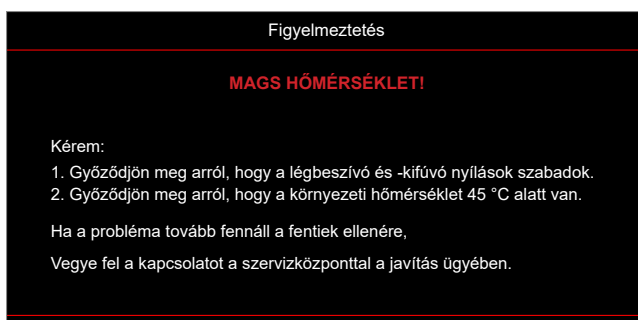 Figyelmeztetés
MAGS HŐMÉRSÉKLET!
Kérem:
1. Győződjön meg arról, hogy a légbeszívó és -kifúvó nyílások szabadok.
2. Győződjön meg arról, hogy a környezeti hőmérséklet 45 °C alatt van.
Ha a probléma tovább fennáll a fentiek ellenére,
Vegye fel a kapcsolatot a szervizközponttal a javítás ügyében.